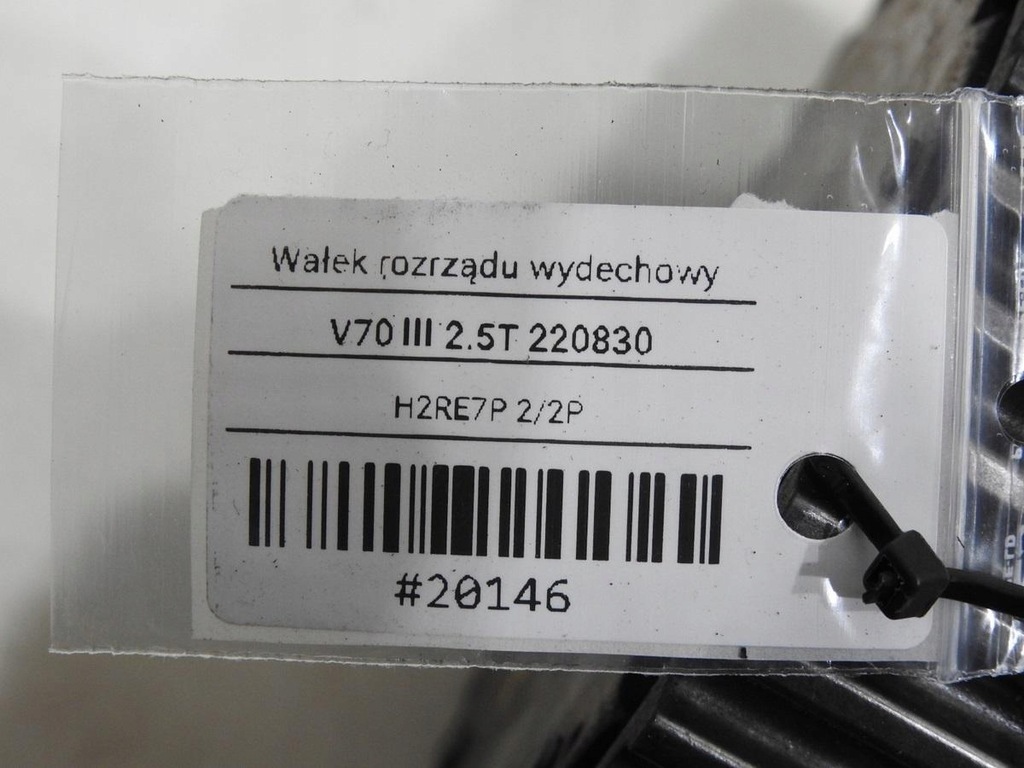 Wałek rozrządu wydechowy
V70 III 2.5T 220830
H2RE7P 2/2P
#20146